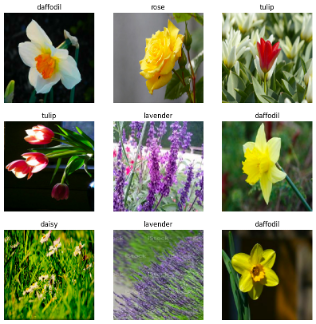 daffodil
rose
tulip
tulip
lavender
daffodil
daisy
lavender
daffodil